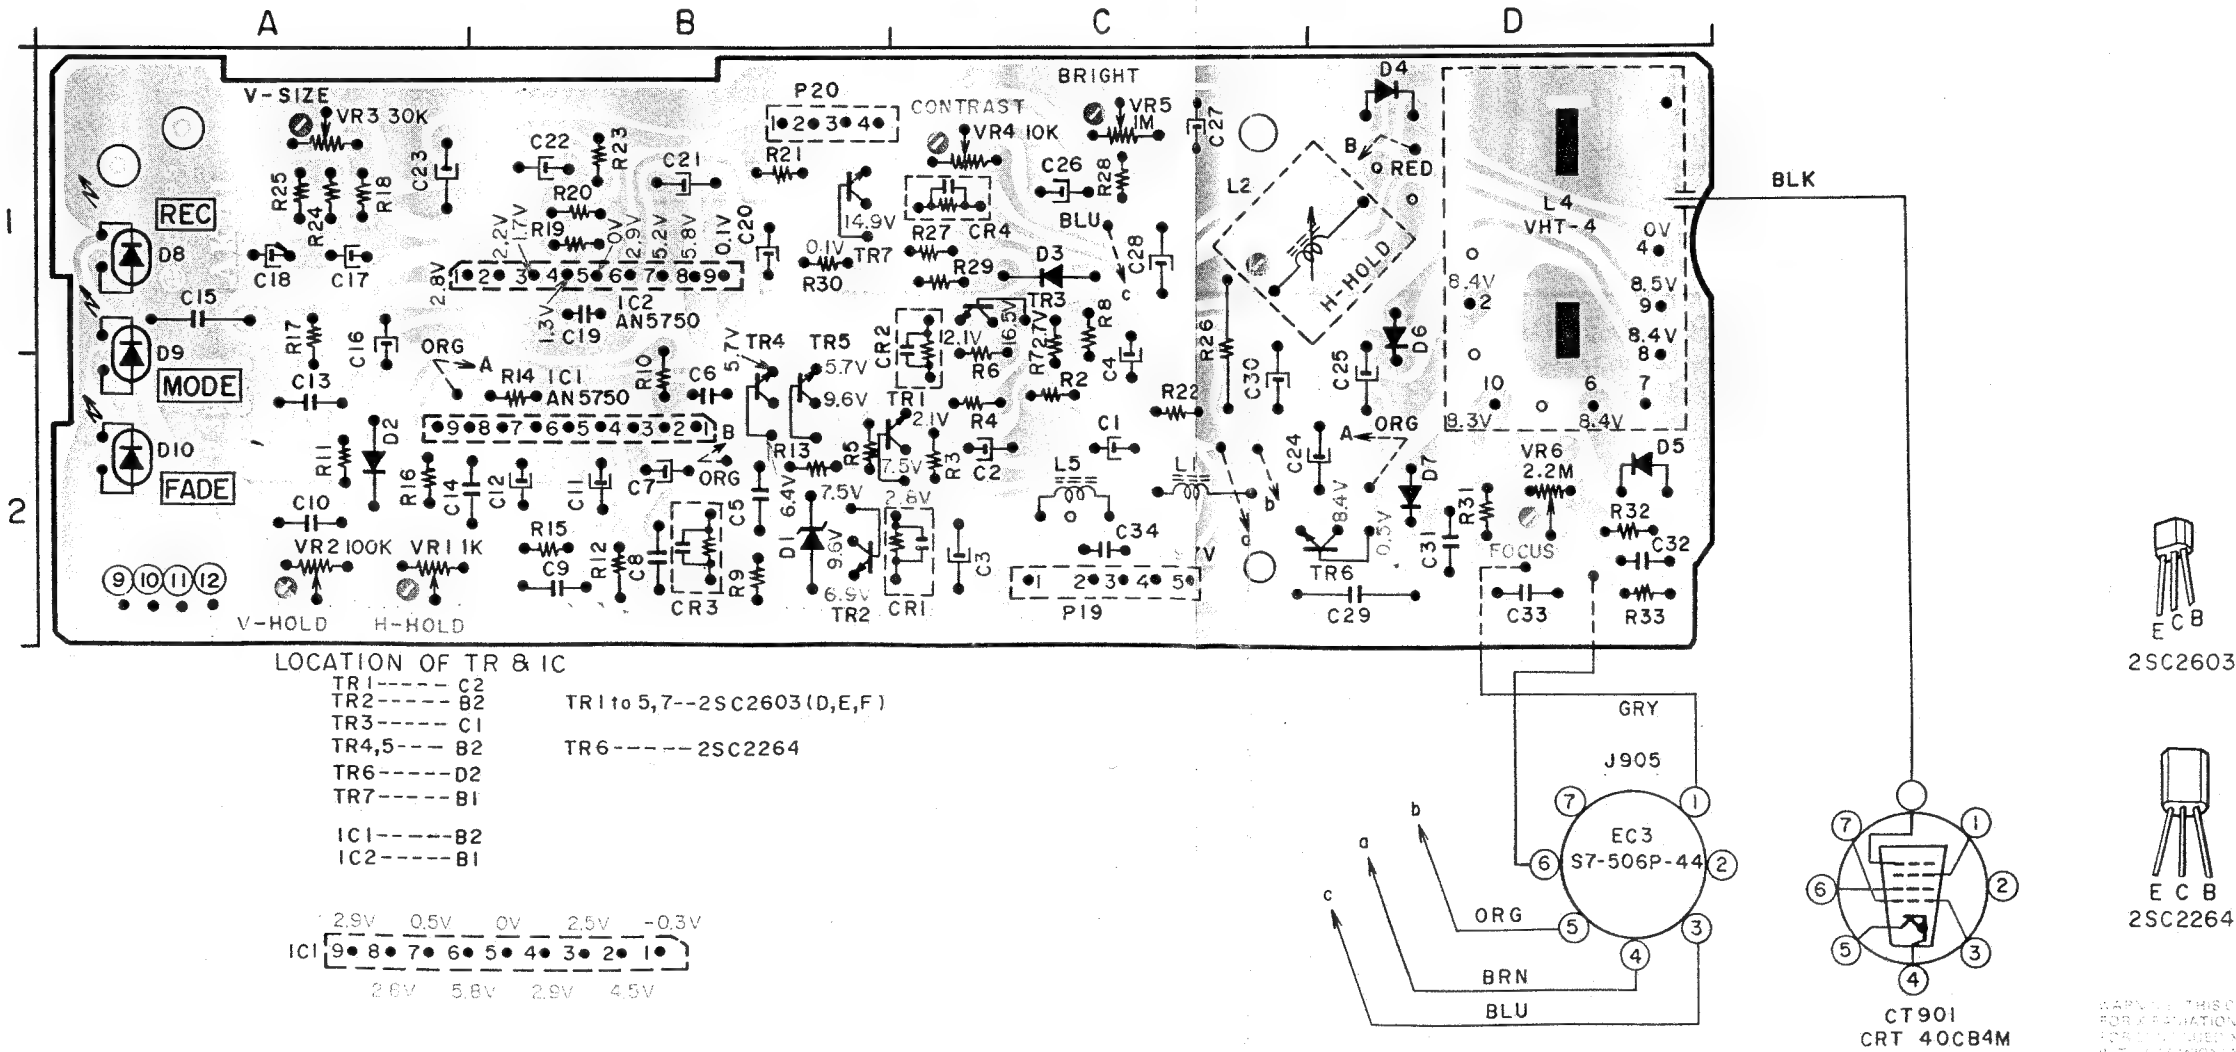 A B C D
1
2
V-SIZE
VR3 30K
REC
D8
MODE
D9
FADE
D10
R25
R24
R18
C23
C18
C17
C15
R17
C16
C13
R11
D2
R16
C14
C10
VR2 100K
VR1 1K
V-HOLD
H-HOLD
9 10 11 12
ORG
A
C22
R23
C21
R20
R19
2.2V
1.7V
0V
2.9V
5.2V
5.8V
0.1V
2.8V
1 2 3 4 5 6 7 8 9
1.3V
C19
IC2
AN5750
C20
P20
1 2 3 4
R21
14.9V
TR7
0.1V
R30
R14
IC1
AN5750
R10
C6
5.7V
TR4
TR5
5.7V
9.6V
9 8 7 6 5 4 3 2 1
B
ORG
C12
C11
C7
C5
R13
6.4V
7.5V
R15
C9
R12
C8
CR3
R9
D1
9.6V
6.9V
TR2
BRIGHT
VR5
1M
CONTRAST
VR4 10K
C27
C26
R28
BLU
CR4
R27
R29
D3
C28
c
TR3
CR2
12.1V
16.5V
R7
2.7V
R8
R6
C4
R2
R4
R22
R26
TR1
2.1V
R5
7.5V
R3
C2
C1
2.8V
L5
L1
CR1
C3
C34
7V
1 2 3 4 5
P19
a
b
D4
B
RED
L2
H-HOLD
L4
VHT-4
0V
4
8.4V
2
8.5V
9
8.4V
8
10
6
7
8.3V
8.4V
D6
C30
C25
ORG
A
C24
D7
8.4V
0.3V
TR6
C29
C31
R31
VR6
2.2M
FOCUS
D5
R32
C32
C33
R33
BLK
LOCATION OF TR & IC
TR1-----C2
TR2-----B2
TR3-----C1
TR4,5---B2
TR6-----D2
TR7-----B1
IC1-----B2
IC2-----B1
TR1 to 5,7--2SC2603(D,E,F)
TR6-----2SC2264
2.9V 0.5V 0V 2.5V -0.3V
IC1 9 8 7 6 5 4 3 2 1
2.6V 5.8V 2.9V 4.5V
GRY
J905
EC3
S7-506P-44
1
2
3
4
5
6
7
a
b
c
ORG
BRN
BLU
1
2
3
4
5
6
7
CT901
CRT 40CB4M
E C B
2SC2603
E C B
2SC2264